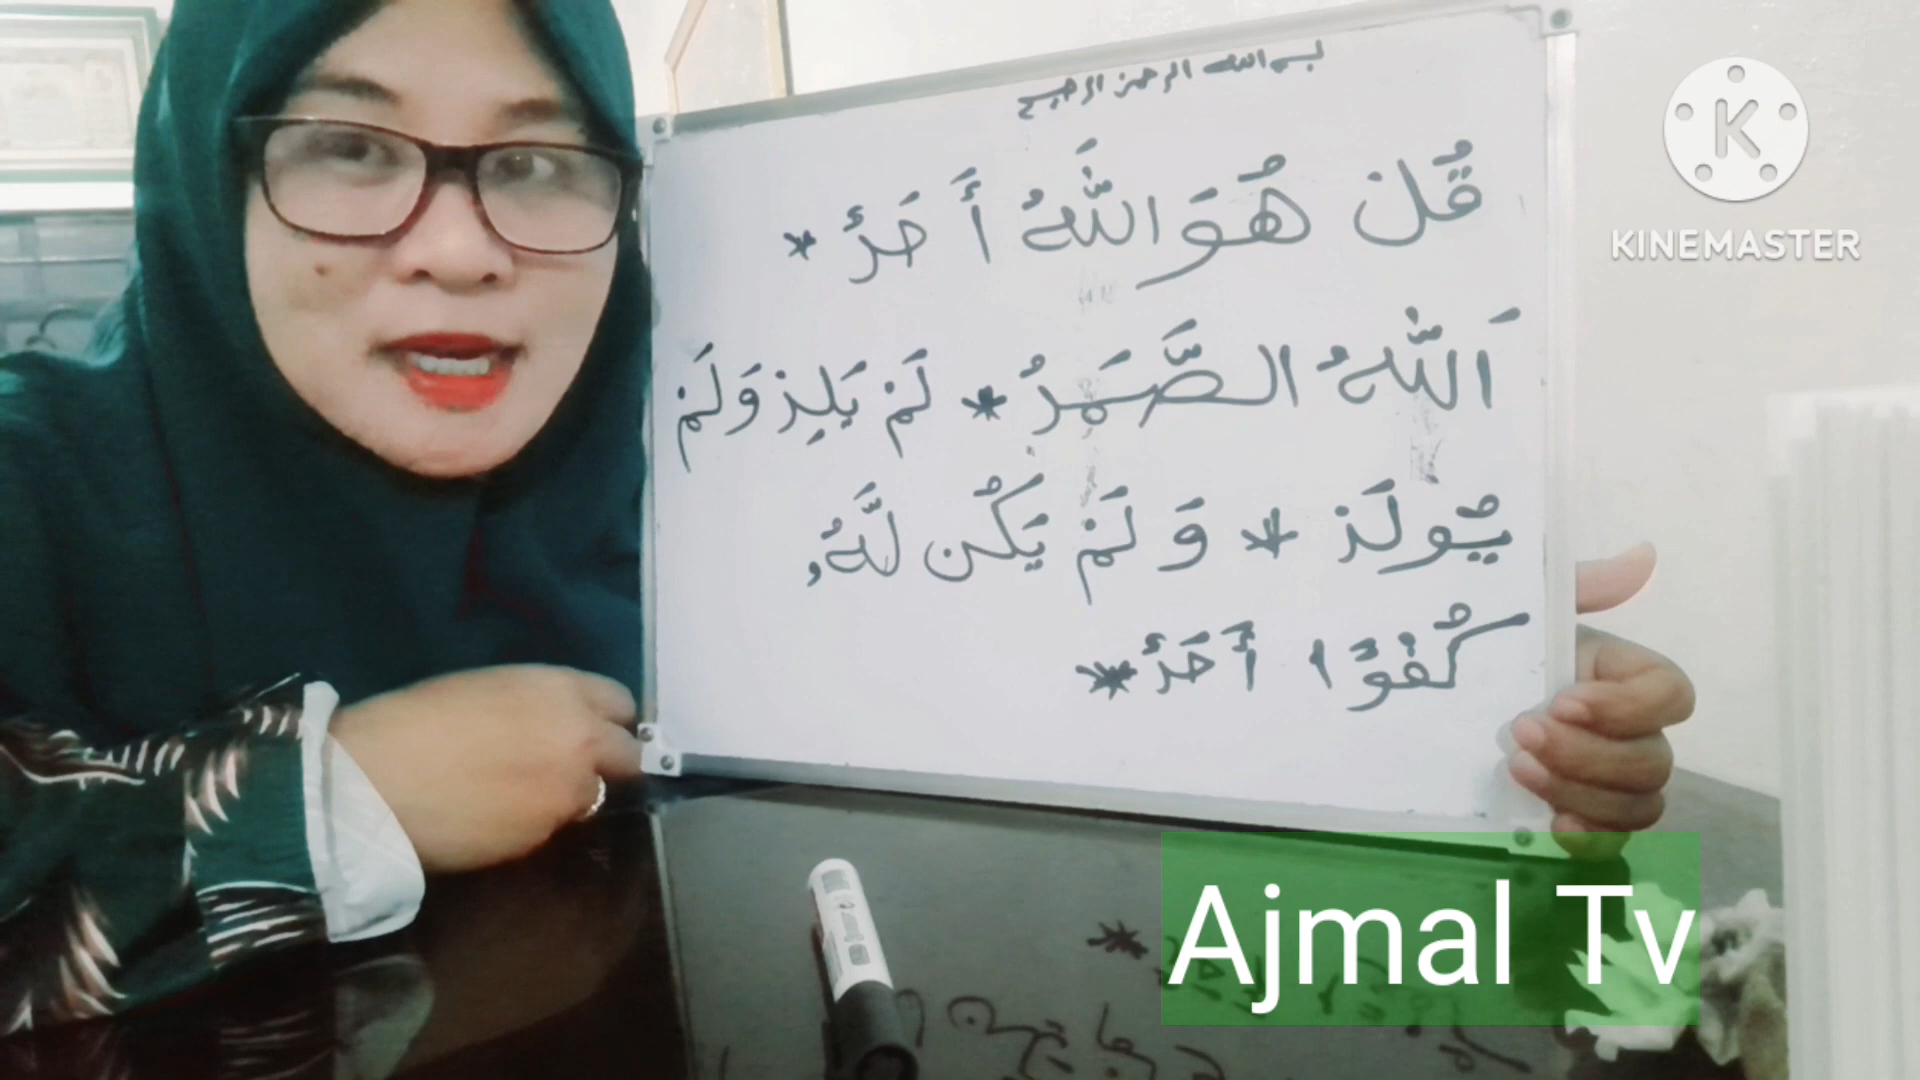 بسم الله الرحمن الرحيم
قُلْ هُوَ اللّٰهُ أَحَدٌ *
اَللّٰهُ الصَّمَدُ * لَمْ يَلِدْ وَلَمْ
يُولَدْ * وَلَمْ يَكُن لَّهُۥ
كُفُوًا أَحَدٌ *
KINEMASTER
Ajmal Tv